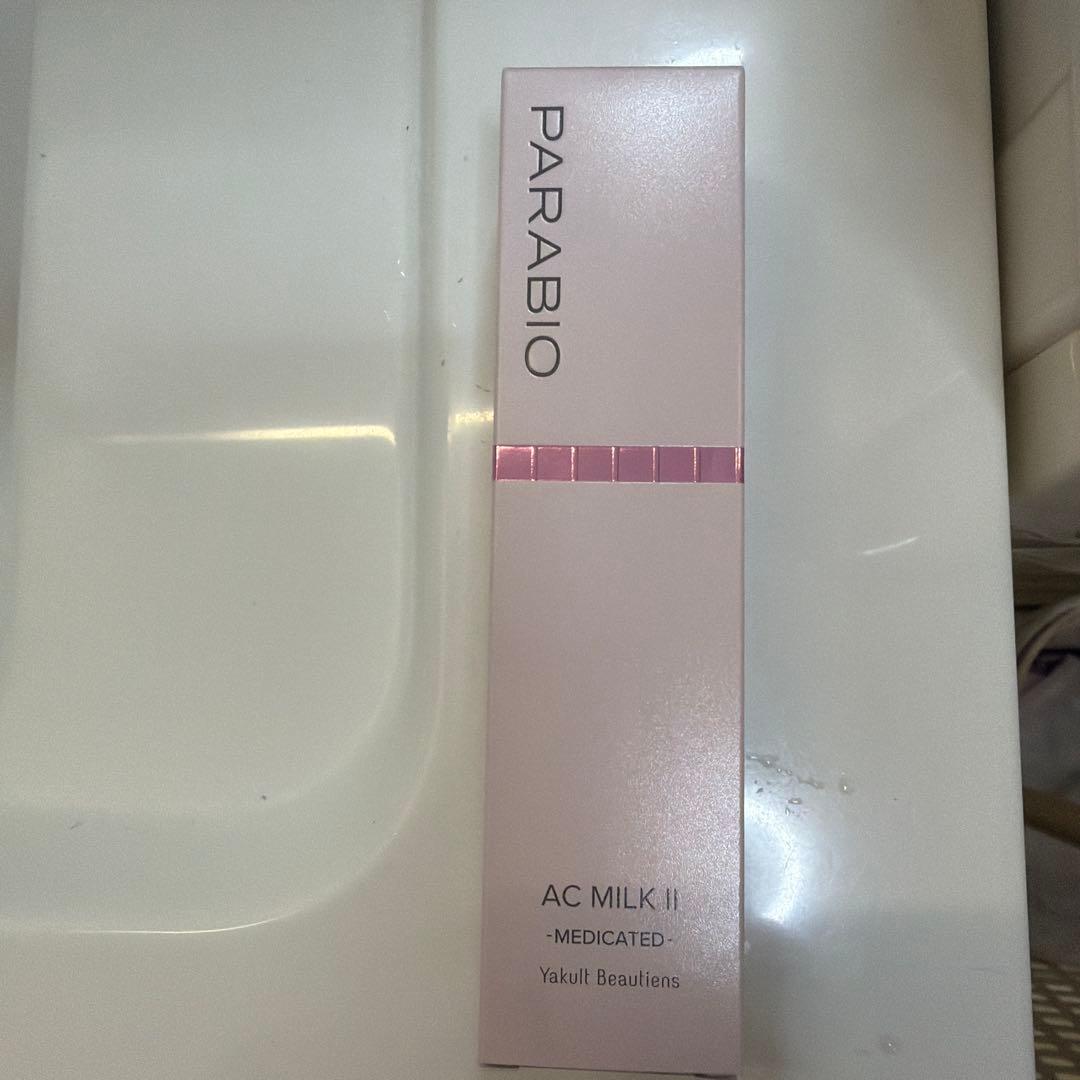 PARABIO
AC MILK II
-MEDICATED-
Yakult Beautiens